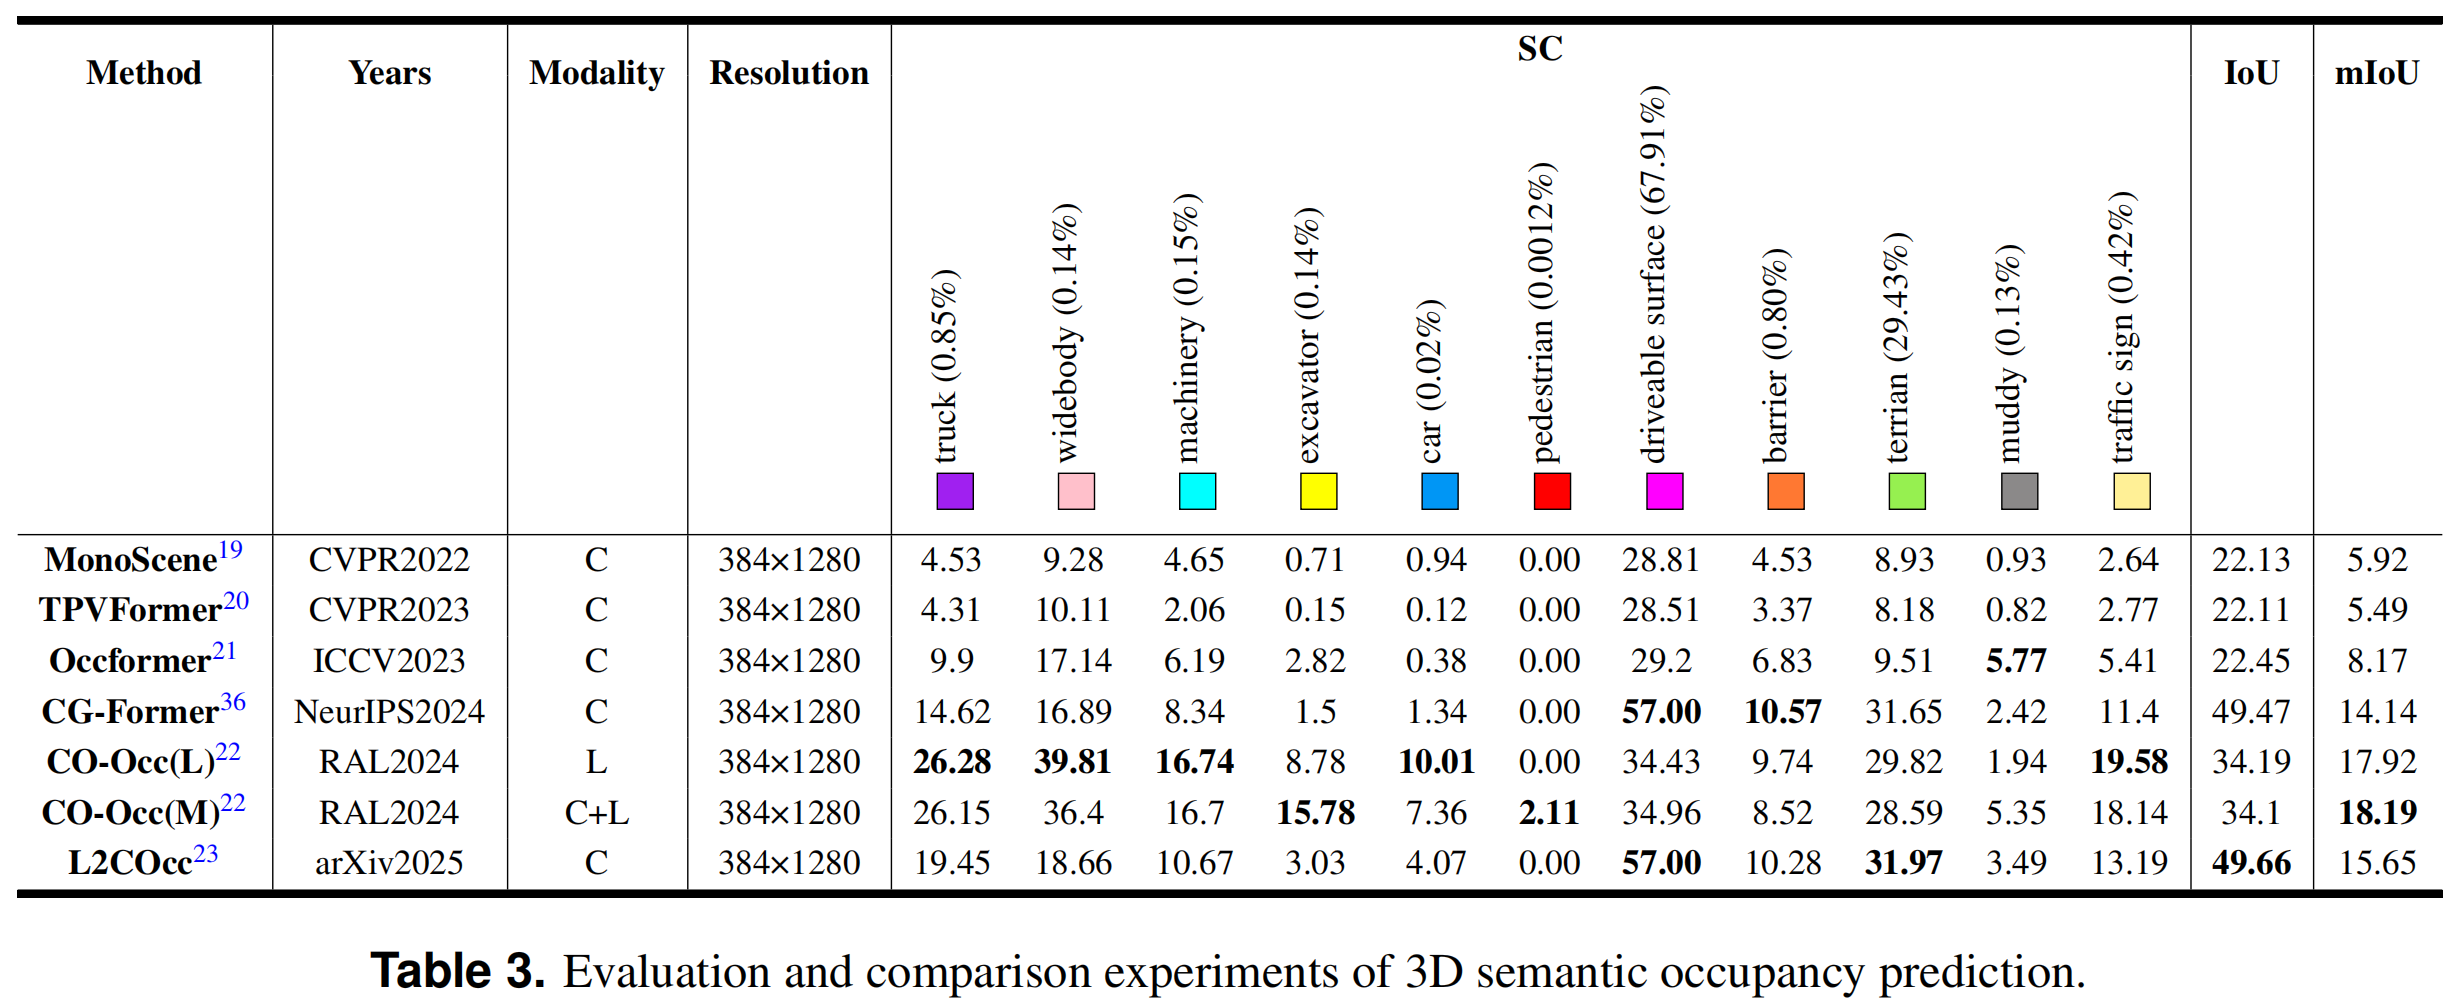 Method Years Modality Resolution SC IoU mIoU
truck (0.85%)
widebody (0.14%)
machinery (0.15%)
excavator (0.14%)
car (0.02%)
pedestrian (0.0012%)
driveable surface (67.91%)
barrier (0.80%)
terrian (29.43%)
muddy (0.13%)
traffic sign (0.42%)
MonoScene19 CVPR2022 C 384×1280 4.53 9.28 4.65 0.71 0.94 0.00 28.81 4.53 8.93 0.93 2.64 22.13 5.92
TPVFormer20 CVPR2023 C 384×1280 4.31 10.11 2.06 0.15 0.12 0.00 28.51 3.37 8.18 0.82 2.77 22.11 5.49
Occformer21 ICCV2023 C 384×1280 9.9 17.14 6.19 2.82 0.38 0.00 29.2 6.83 9.51 5.77 5.41 22.45 8.17
CG-Former36 NeurIPS2024 C 384×1280 14.62 16.89 8.34 1.5 1.34 0.00 57.00 10.57 31.65 2.42 11.4 49.47 14.14
CO-Occ(L)22 RAL2024 L 384×1280 26.28 39.81 16.74 8.78 10.01 0.00 34.43 9.74 29.82 1.94 19.58 34.19 17.92
CO-Occ(M)22 RAL2024 C+L 384×1280 26.15 36.4 16.7 15.78 7.36 2.11 34.96 8.52 28.59 5.35 18.14 34.1 18.19
L2COcc23 arXiv2025 C 384×1280 19.45 18.66 10.67 3.03 4.07 0.00 57.00 10.28 31.97 3.49 13.19 49.66 15.65
Table 3. Evaluation and comparison experiments of 3D semantic occupancy prediction.